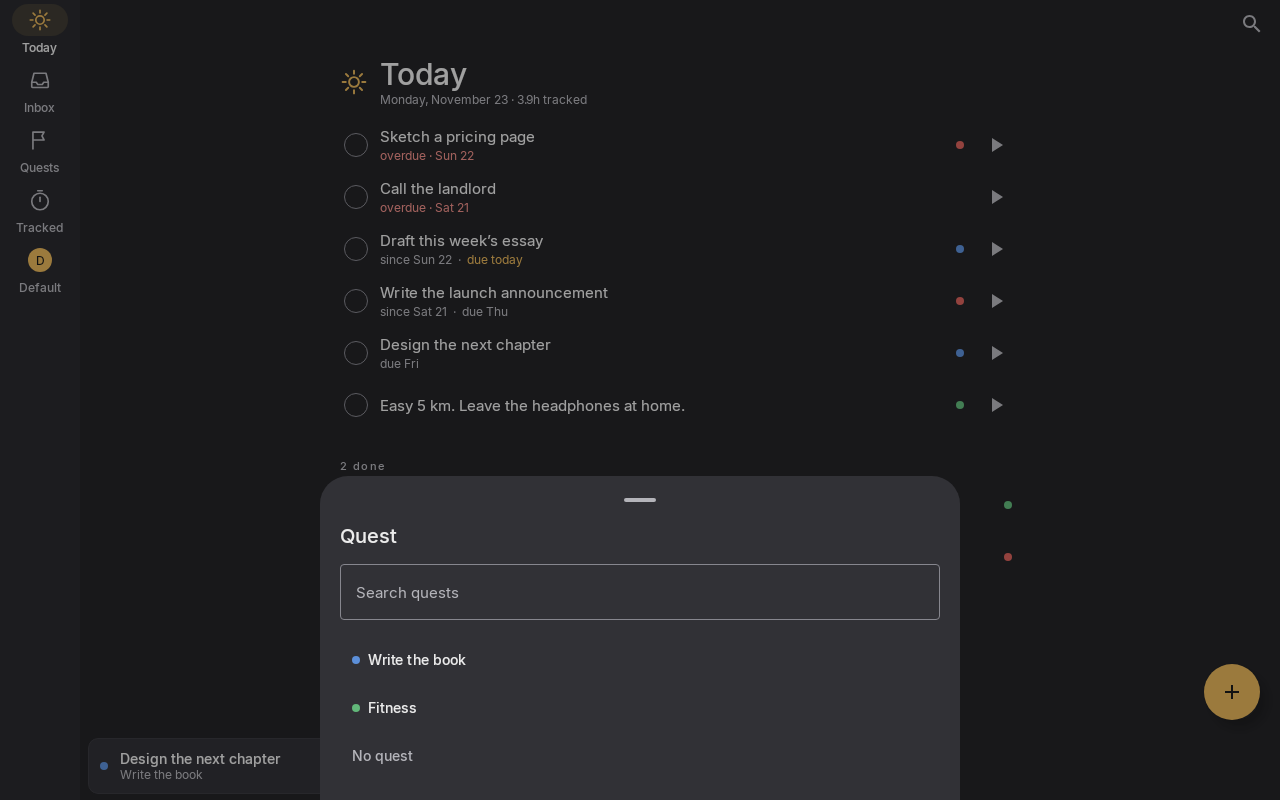 Today
Inbox
Quests
Tracked
D
Default
Today
Monday, November 23 · 3.9h tracked
Sketch a pricing page
overdue · Sun 22
Call the landlord
overdue · Sat 21
Draft this week’s essay
since Sun 22 · due today
Write the launch announcement
since Sat 21 · due Thu
Design the next chapter
due Fri
Easy 5 km. Leave the headphones at home.
2 done
Quest
Search quests
Write the book
Fitness
No quest
Design the next chapter
Write the book